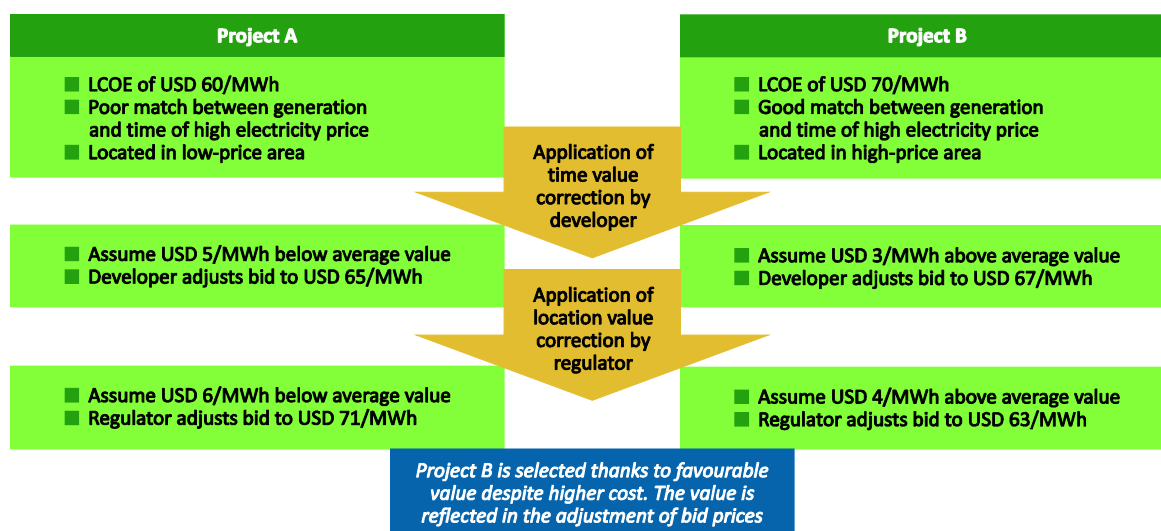 Project A
■ LCOE of USD 60/MWh
■ Poor match between generation
and time of high electricity price
■ Located in low-price area
Project B
■ LCOE of USD 70/MWh
■ Good match between generation
and time of high electricity price
■ Located in high-price area
Application of
time value
correction by
developer
■ Assume USD 5/MWh below average value
■ Developer adjusts bid to USD 65/MWh
■ Assume USD 3/MWh above average value
■ Developer adjusts bid to USD 67/MWh
Application of
location value
correction by
regulator
■ Assume USD 6/MWh below average value
■ Regulator adjusts bid to USD 71/MWh
■ Assume USD 4/MWh above average value
■ Regulator adjusts bid to USD 63/MWh
Project B is selected thanks to favourable
value despite higher cost. The value is
reflected in the adjustment of bid prices